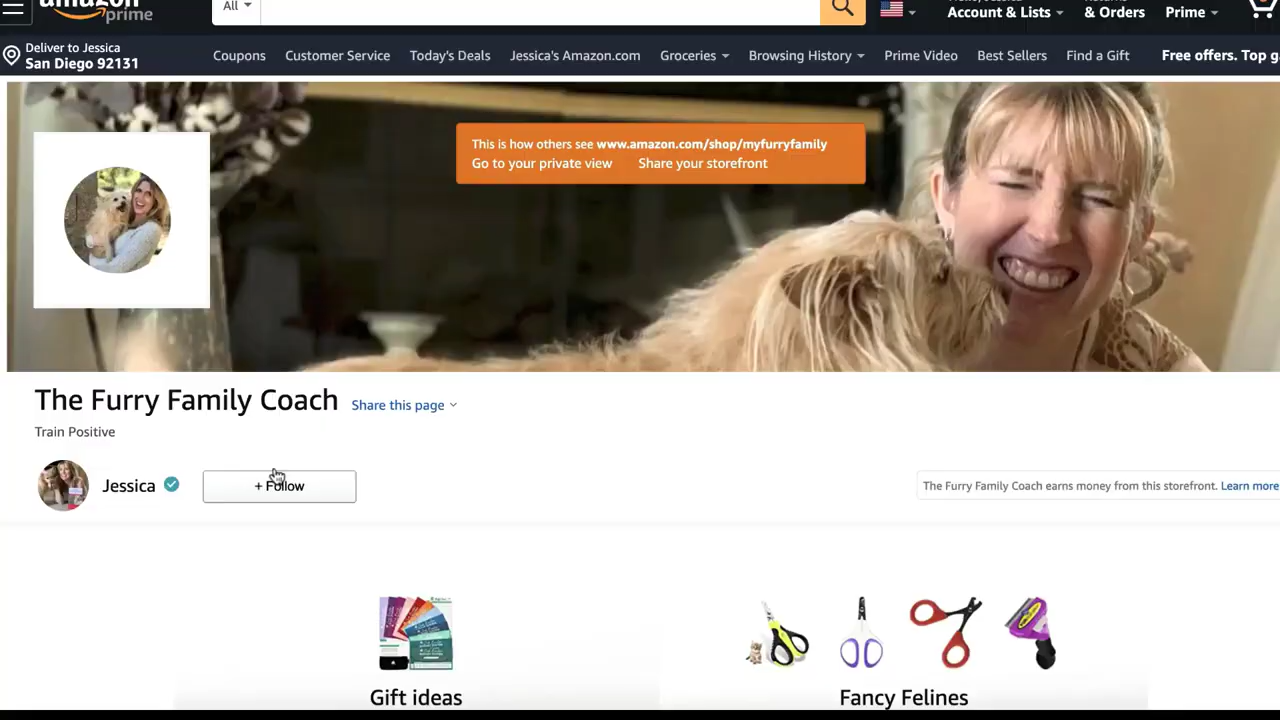 amazon
prime
All
Account & Lists
& Orders
Prime
Deliver to Jessica
San Diego 92131
Coupons
Customer Service
Today's Deals
Jessica's Amazon.com
Groceries
Browsing History
Prime Video
Best Sellers
Find a Gift
Free offers. Top
This is how others see www.amazon.com/shop/myfurryfamily
Go to your private view
Share your storefront
The Furry Family Coach
Share this page
Train Positive
Jessica
+ Follow
The Furry Family Coach earns money from this storefront. Learn more
Gift ideas
Fancy Felines